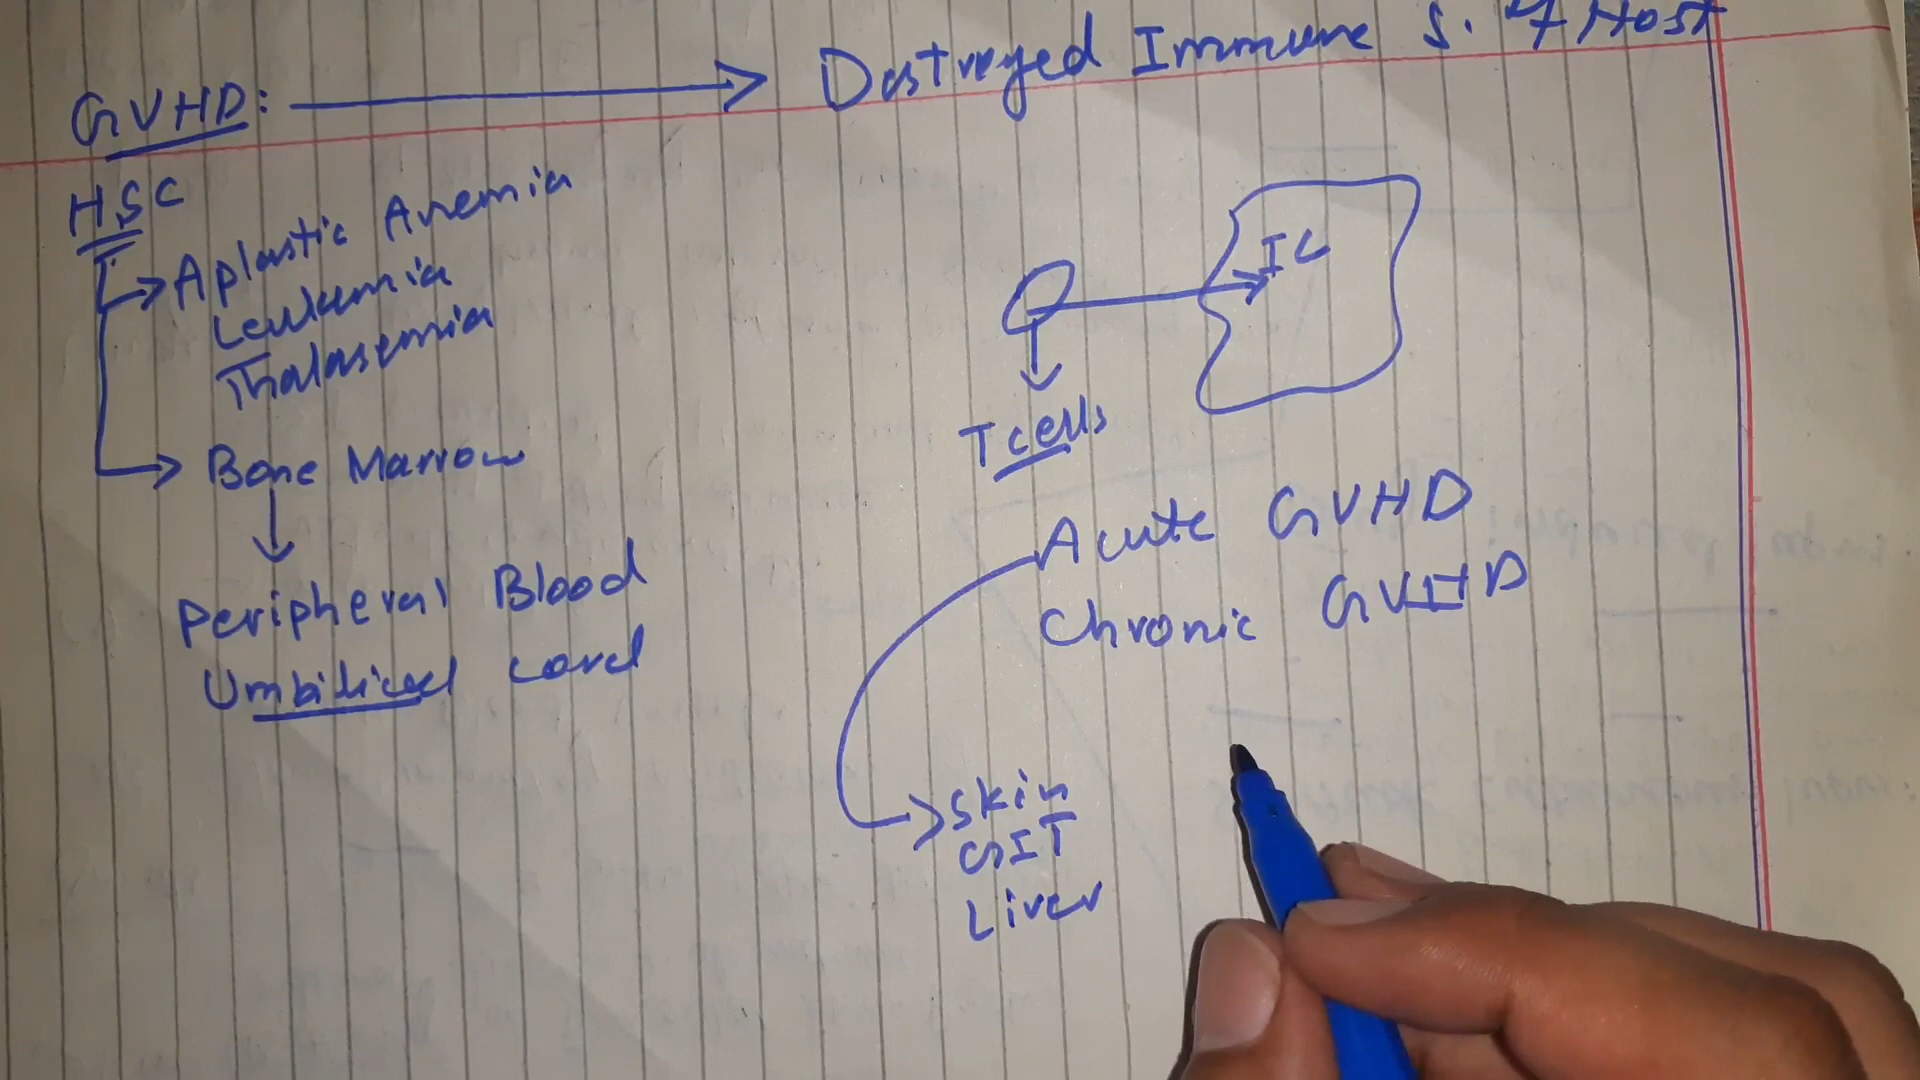 GVHD: → Destroyed Immune S. of Host
HSC
→ Aplastic Anemia
Leukemia
Thalasemia
→ Bone Marrow
Peripheral Blood
Umbilical Cord
IC
T cells
Acute GVHD
Chronic GVHD
→ Skin
GIT
Liver